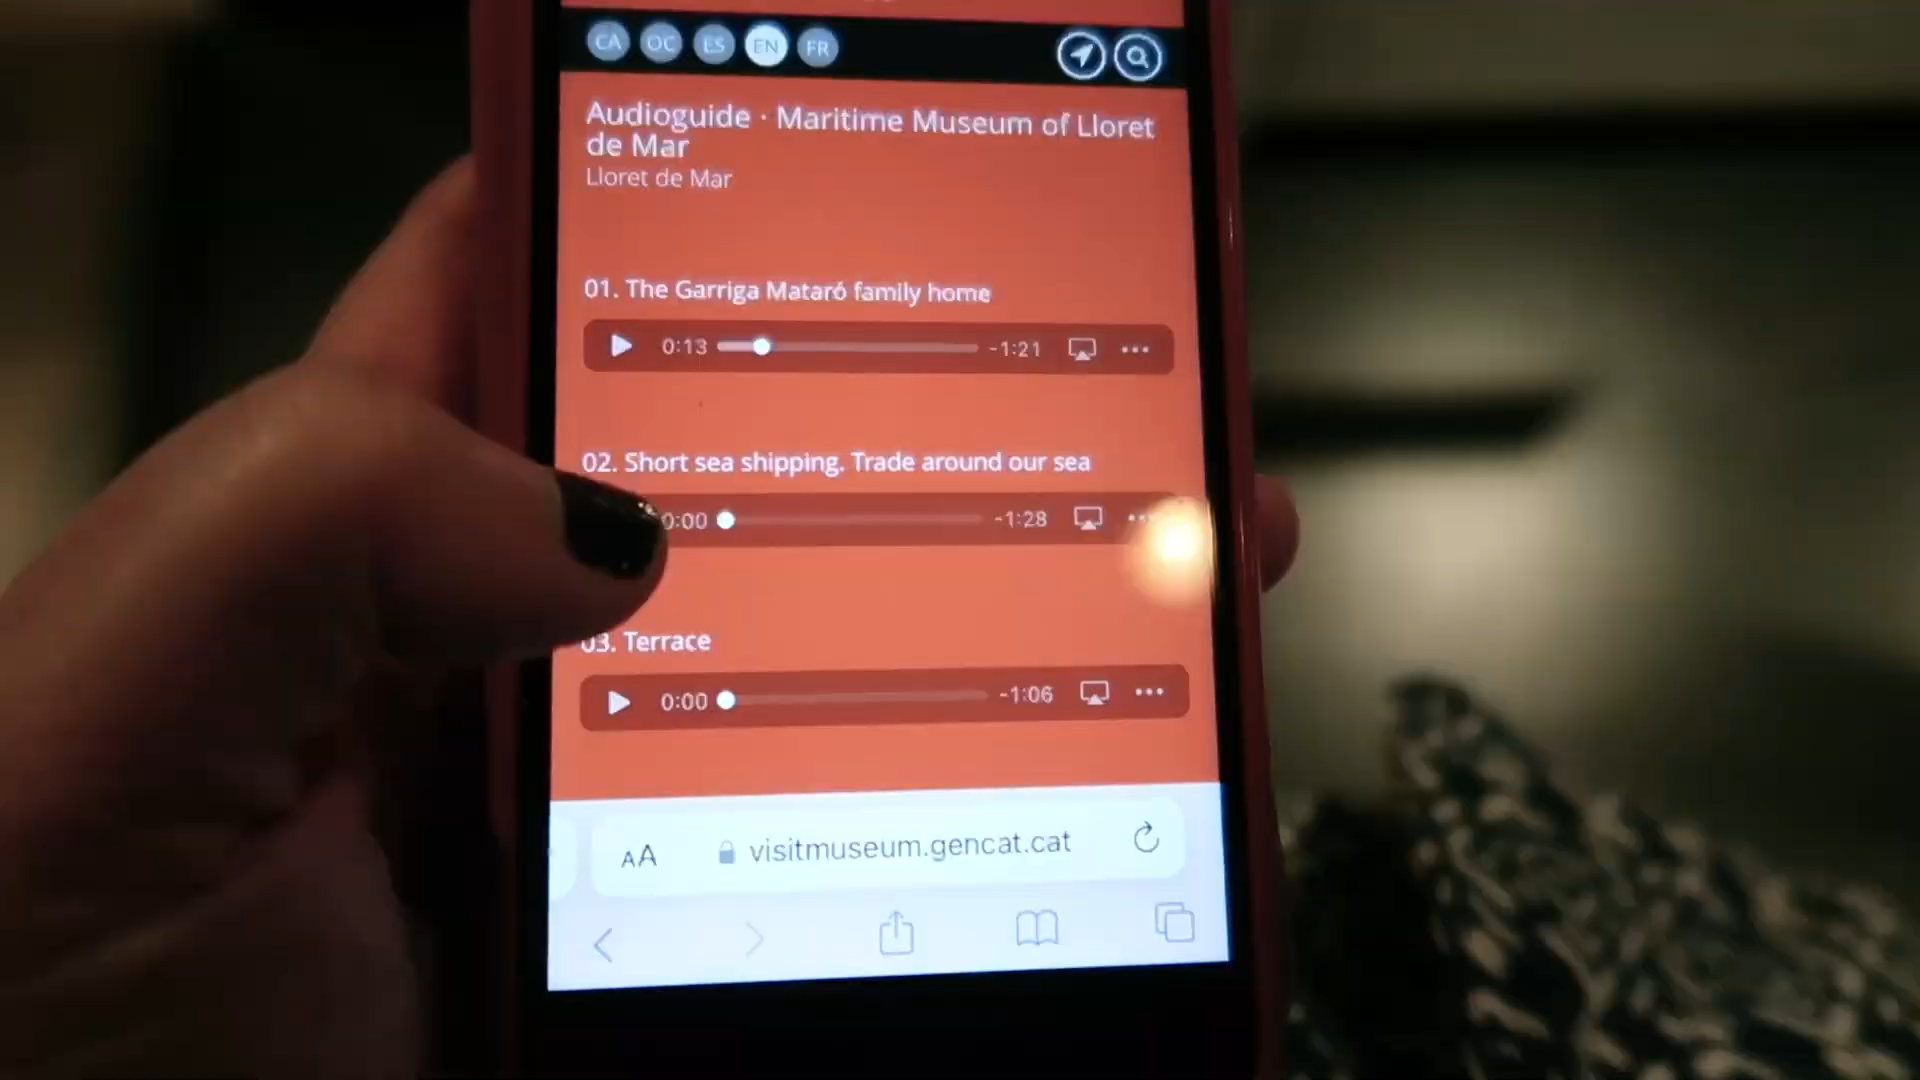 CA OC ES EN FR
Audioguide · Maritime Museum of Lloret
de Mar
Lloret de Mar
01. The Garriga Mataró family home
0:13 -1:21
02. Short sea shipping. Trade around our sea
0:00 -1:28
03. Terrace
0:00 -1:06
AA visitmuseum.gencat.cat